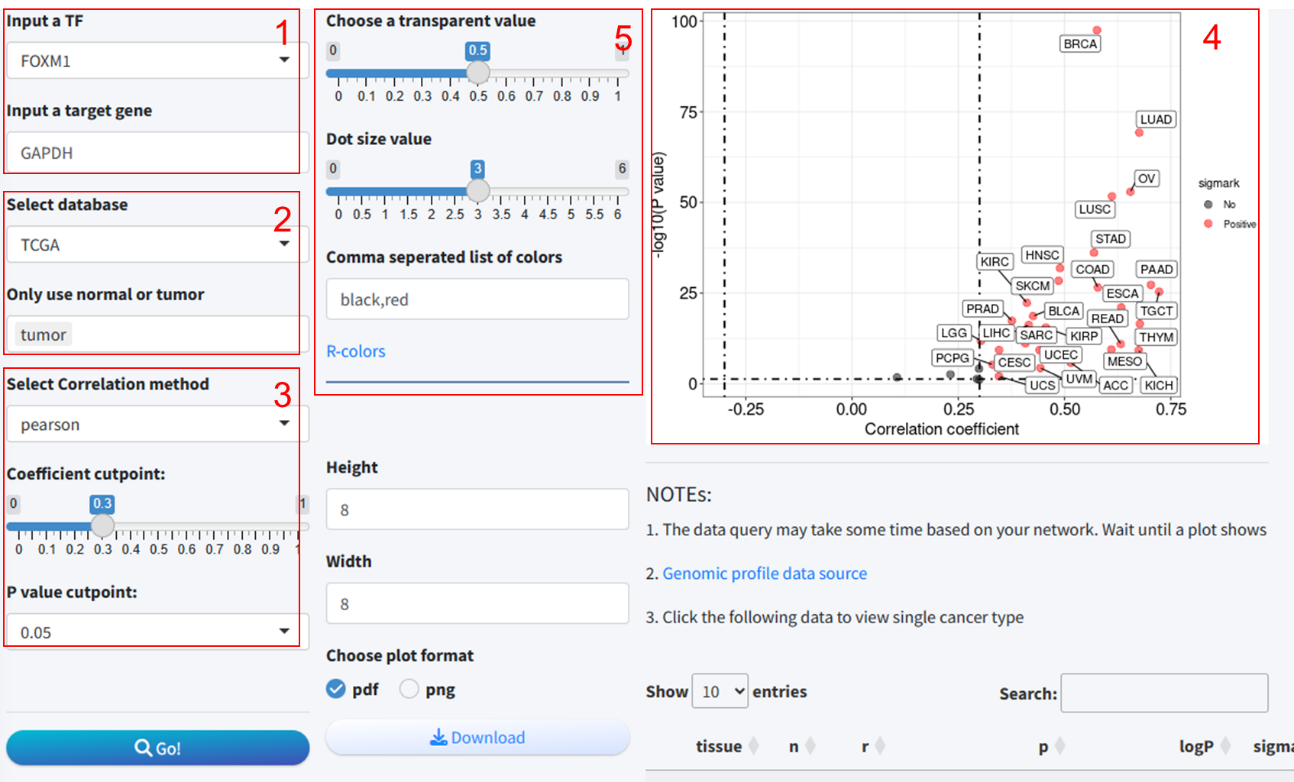 Input a TF
1
FOXM1
Input a target gene
GAPDH
Select database
2
TCGA
Only use normal or tumor
tumor
Select Correlation method
3
pearson
Coefficient cutpoint:
0 0.3 1
0 0.1 0.2 0.3 0.4 0.5 0.6 0.7 0.8 0.9 1
P value cutpoint:
0.05
Go!
Choose a transparent value
5
0 0.5 1
0 0.1 0.2 0.3 0.4 0.5 0.6 0.7 0.8 0.9 1
Dot size value
0 3 6
0 0.5 1 1.5 2 2.5 3 3.5 4 4.5 5 5.5 6
Comma seperated list of colors
black,red
R-colors
Height
8
Width
8
Choose plot format
pdf png
Download
4
-log10(P value)
100
75
50
25
0
BRCA
LUAD
OV
LUSC
STAD
KIRC HNSC
COAD PAAD
SKCM ESCA
PRAD BLCA TGCT
READ
LGG LIHC SARC KIRP THYM
PCPG CESC UCEC MESO
UCS UVM ACC KICH
-0.25 0.00 0.25 0.50 0.75
Correlation coefficient
sigmark
No
Positive
NOTEs:
1. The data query may take some time based on your network. Wait until a plot shows
2. Genomic profile data source
3. Click the following data to view single cancer type
Show 10 entries Search:
tissue n r p logP sigma